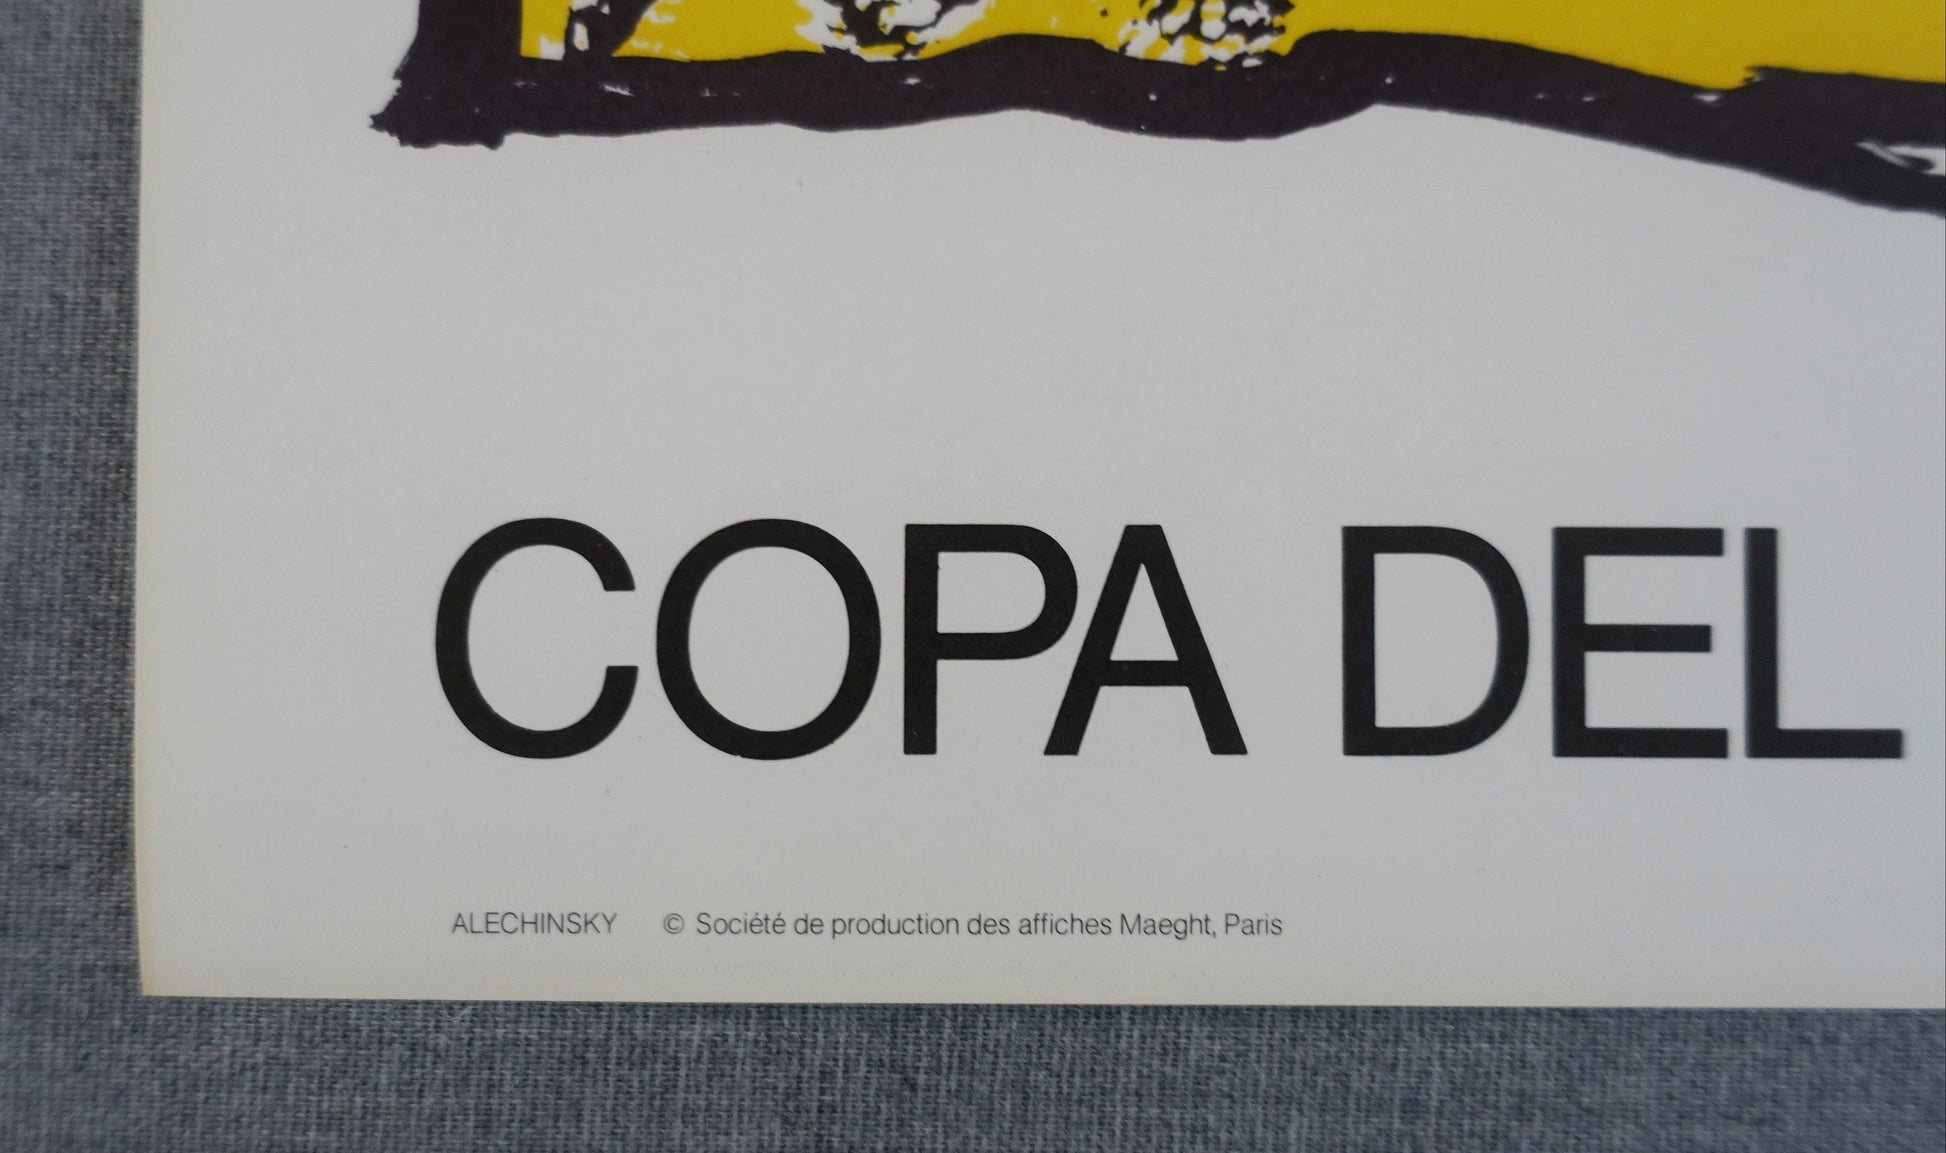 COPA DEL
ALECHINSKY © Société de production des affiches Maeght, Paris